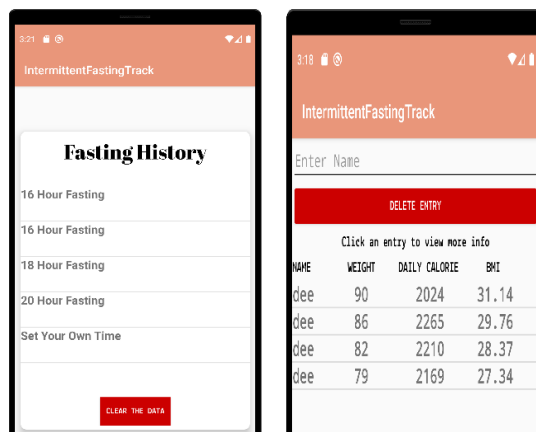 3:21
IntermittentFastingTrack
Fasting History
16 Hour Fasting
16 Hour Fasting
18 Hour Fasting
20 Hour Fasting
Set Your Own Time
CLEAR THE DATA
3:18
IntermittentFastingTrack
Enter Name
DELETE ENTRY
Click an entry to view more info
NAME WEIGHT DAILY CALORIE BMI
dee 90 2024 31.14
dee 86 2265 29.76
dee 82 2210 28.37
dee 79 2169 27.34